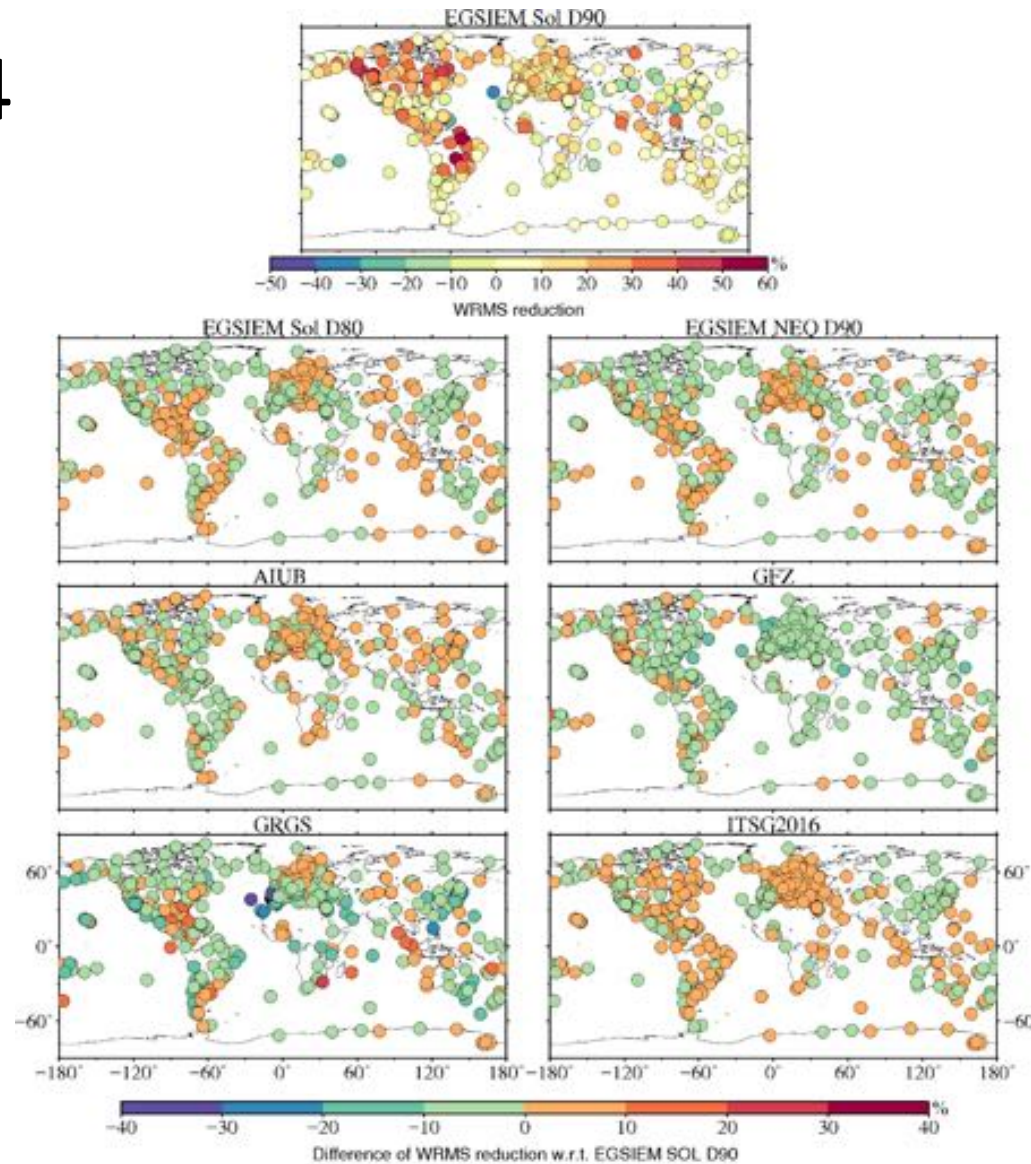 4
EGSIEM Sol D90
−50 −40 −30 −20 −10 0 10 20 30 40 50 60 %
WRMS reduction
EGSIEM Sol D80 EGSIEM NEQ D90
AIUB GFZ
GRGS ITSG2016
60° 60°
0° 0°
−60° −60
−180° −120° −60° 0° 60° 120° −180° −120° −60° 0° 60° 120° 180°
−40 −30 −20 −10 0 10 20 30 40 %
Difference of WRMS reduction w.r.t. EGSIEM SOL D90